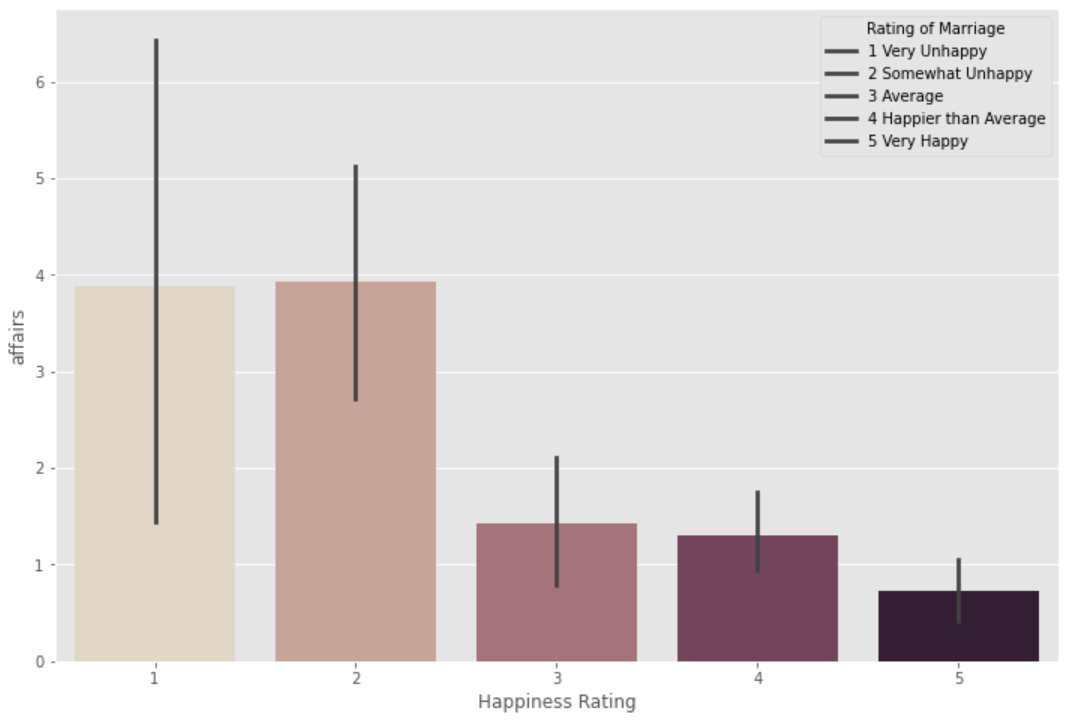 Rating of Marriage
1 Very Unhappy
2 Somewhat Unhappy
3 Average
4 Happier than Average
5 Very Happy
6
5
4
3
2
1
0
affairs
1 2 3 4 5
Happiness Rating